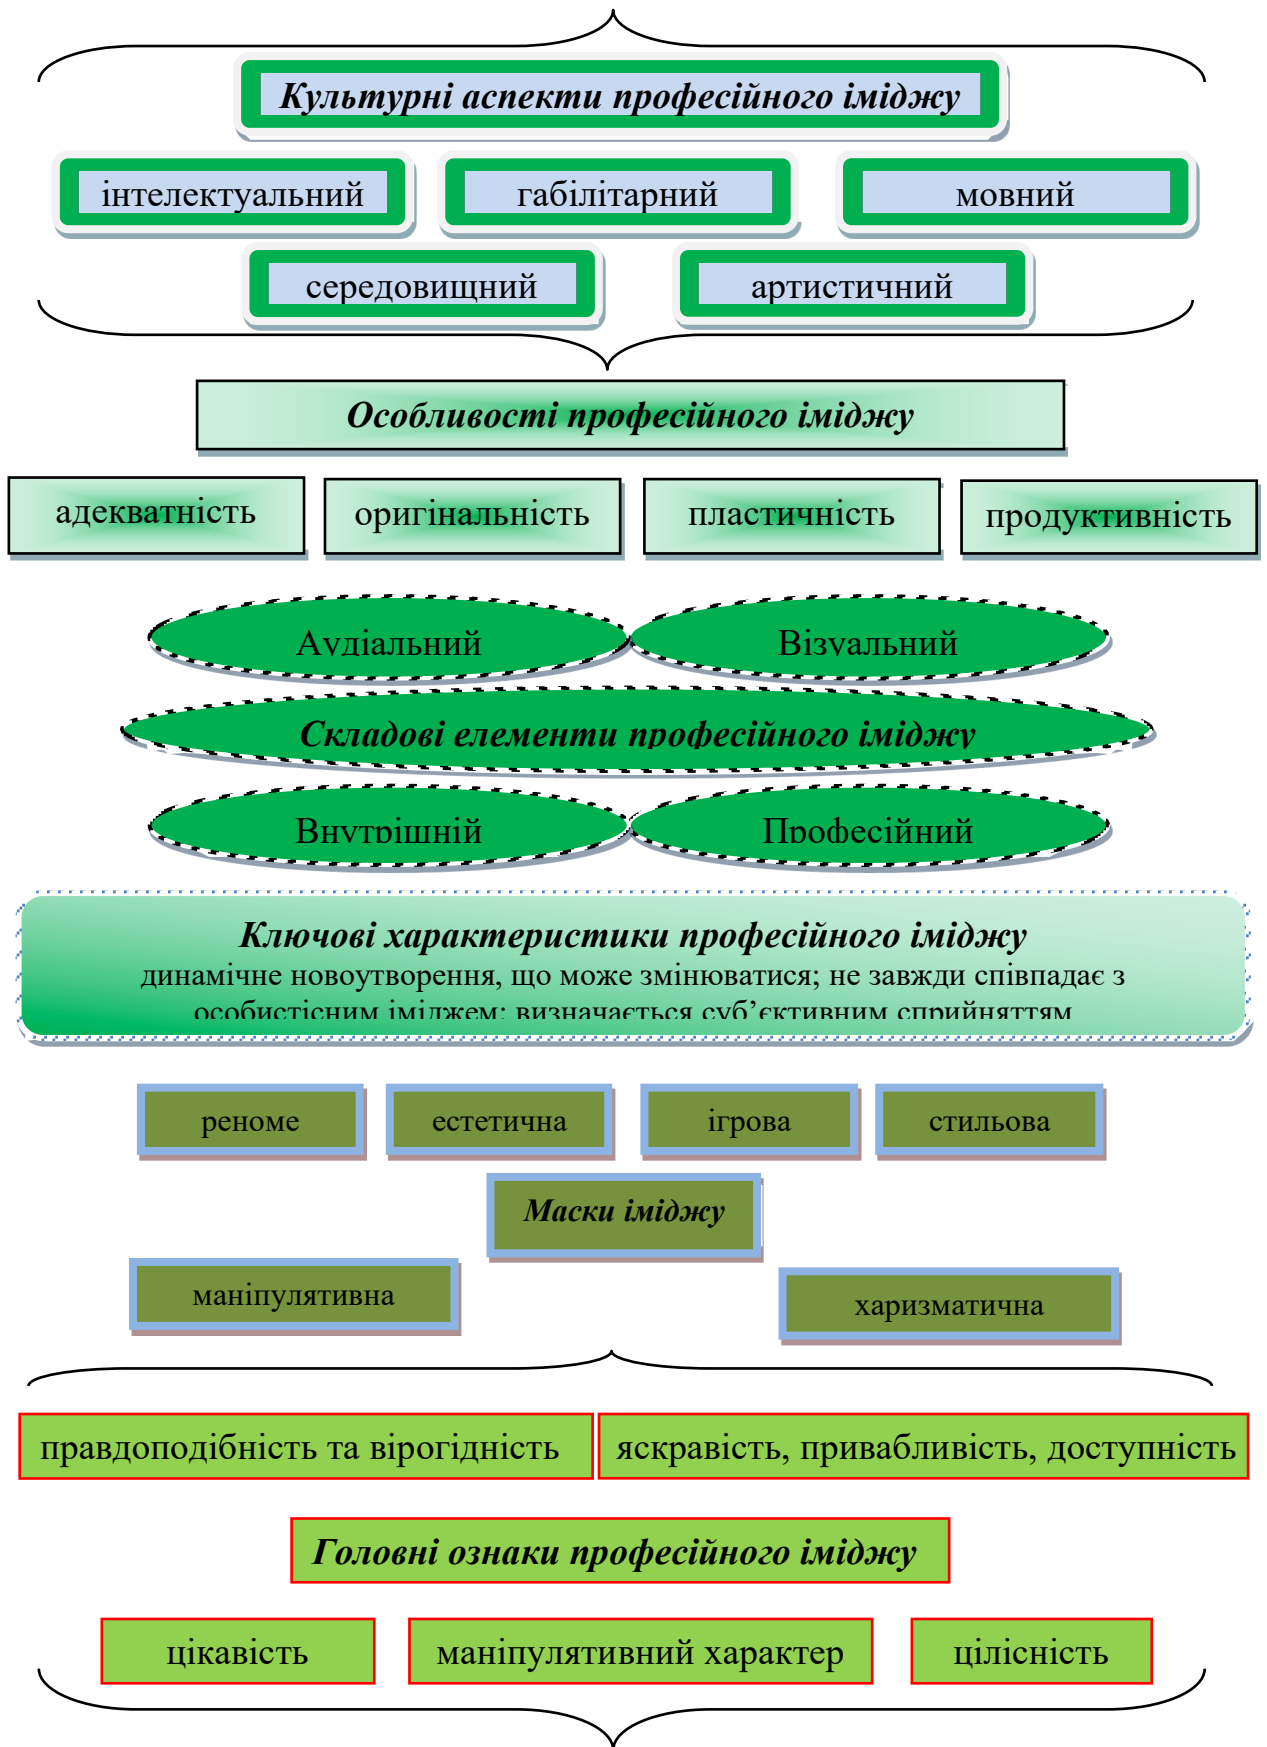 Культурні аспекти професійного іміджу
інтелектуальний габілітарний мовний
середовищний артистичний
Особливості професійного іміджу
адекватність оригінальність пластичність продуктивність
Аудіальний Візуальний
Складові елементи професійного іміджу
Внутрішній Професійний
Ключові характеристики професійного іміджу
динамічне новоутворення, що може змінюватися; не завжди співпадає з
особистісним іміджем; визначається суб’єктивним сприйняттям
реноме естетична ігрова стильова
Маски іміджу
маніпулятивна харизматична
правдоподібність та вірогідність яскравість, привабливість, доступність
Головні ознаки професійного іміджу
цікавість маніпулятивний характер цілісність